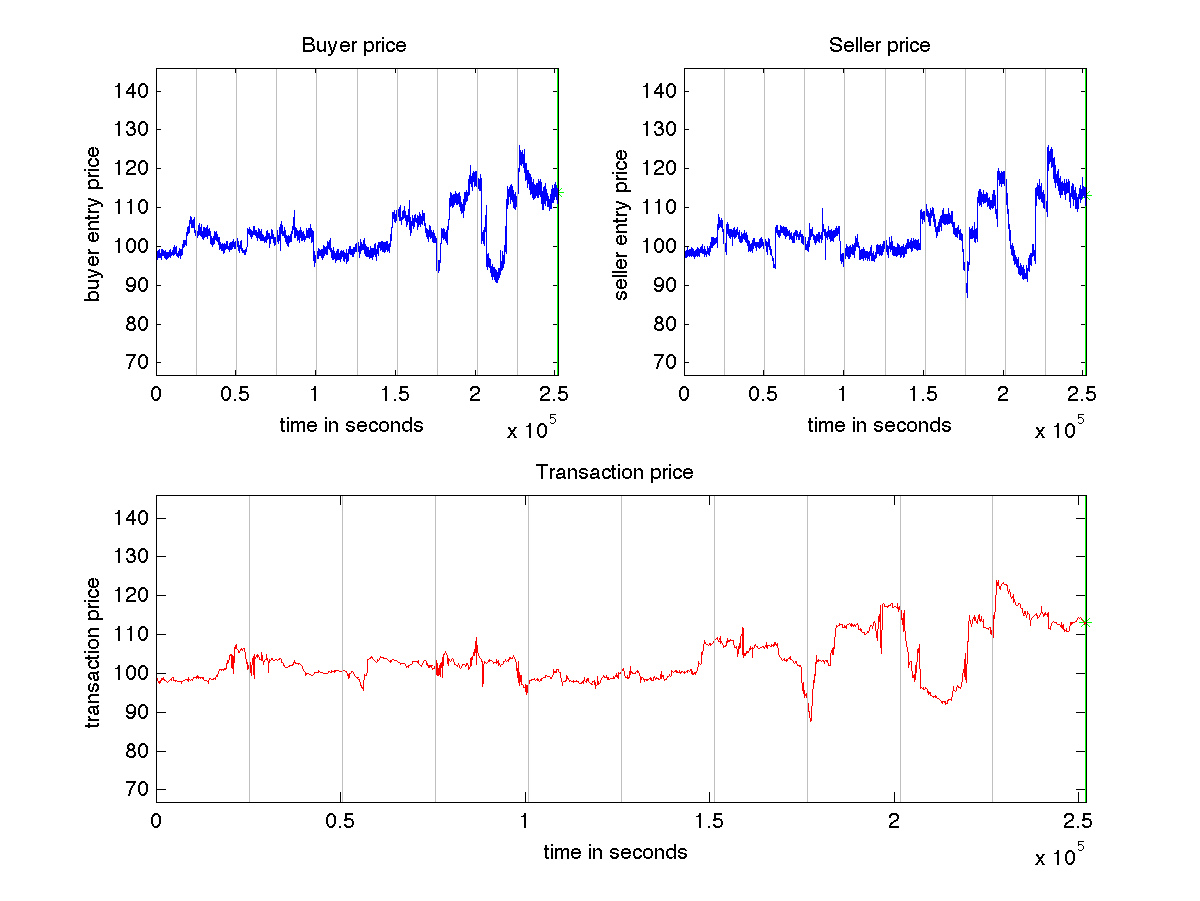 Buyer price
buyer entry price
140
130
120
110
100
90
80
70
0 0.5 1 1.5 2 2.5
time in seconds
x 10^5
Seller price
seller entry price
140
130
120
110
100
90
80
70
0 0.5 1 1.5 2 2.5
time in seconds
x 10^5
Transaction price
transaction price
140
130
120
110
100
90
80
70
0 0.5 1 1.5 2 2.5
time in seconds
x 10^5